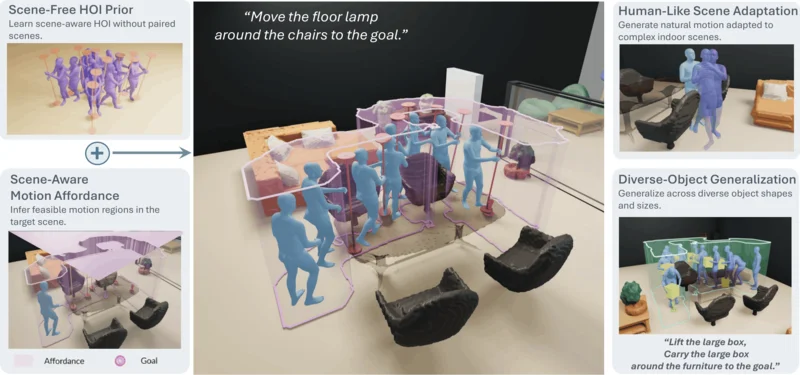 Scene-Free HOI Prior
Learn scene-aware HOI without paired
scenes.
Scene-Aware
Motion Affordance
Infer feasible motion regions in the
target scene.
Affordance
Goal
“Move the floor lamp
around the chairs to the goal.”
Human-Like Scene Adaptation
Generate natural motion adapted to
complex indoor scenes.
Diverse-Object Generalization
Generalize across diverse object shapes
and sizes.
“Lift the large box,
Carry the large box
around the furniture to the goal.”